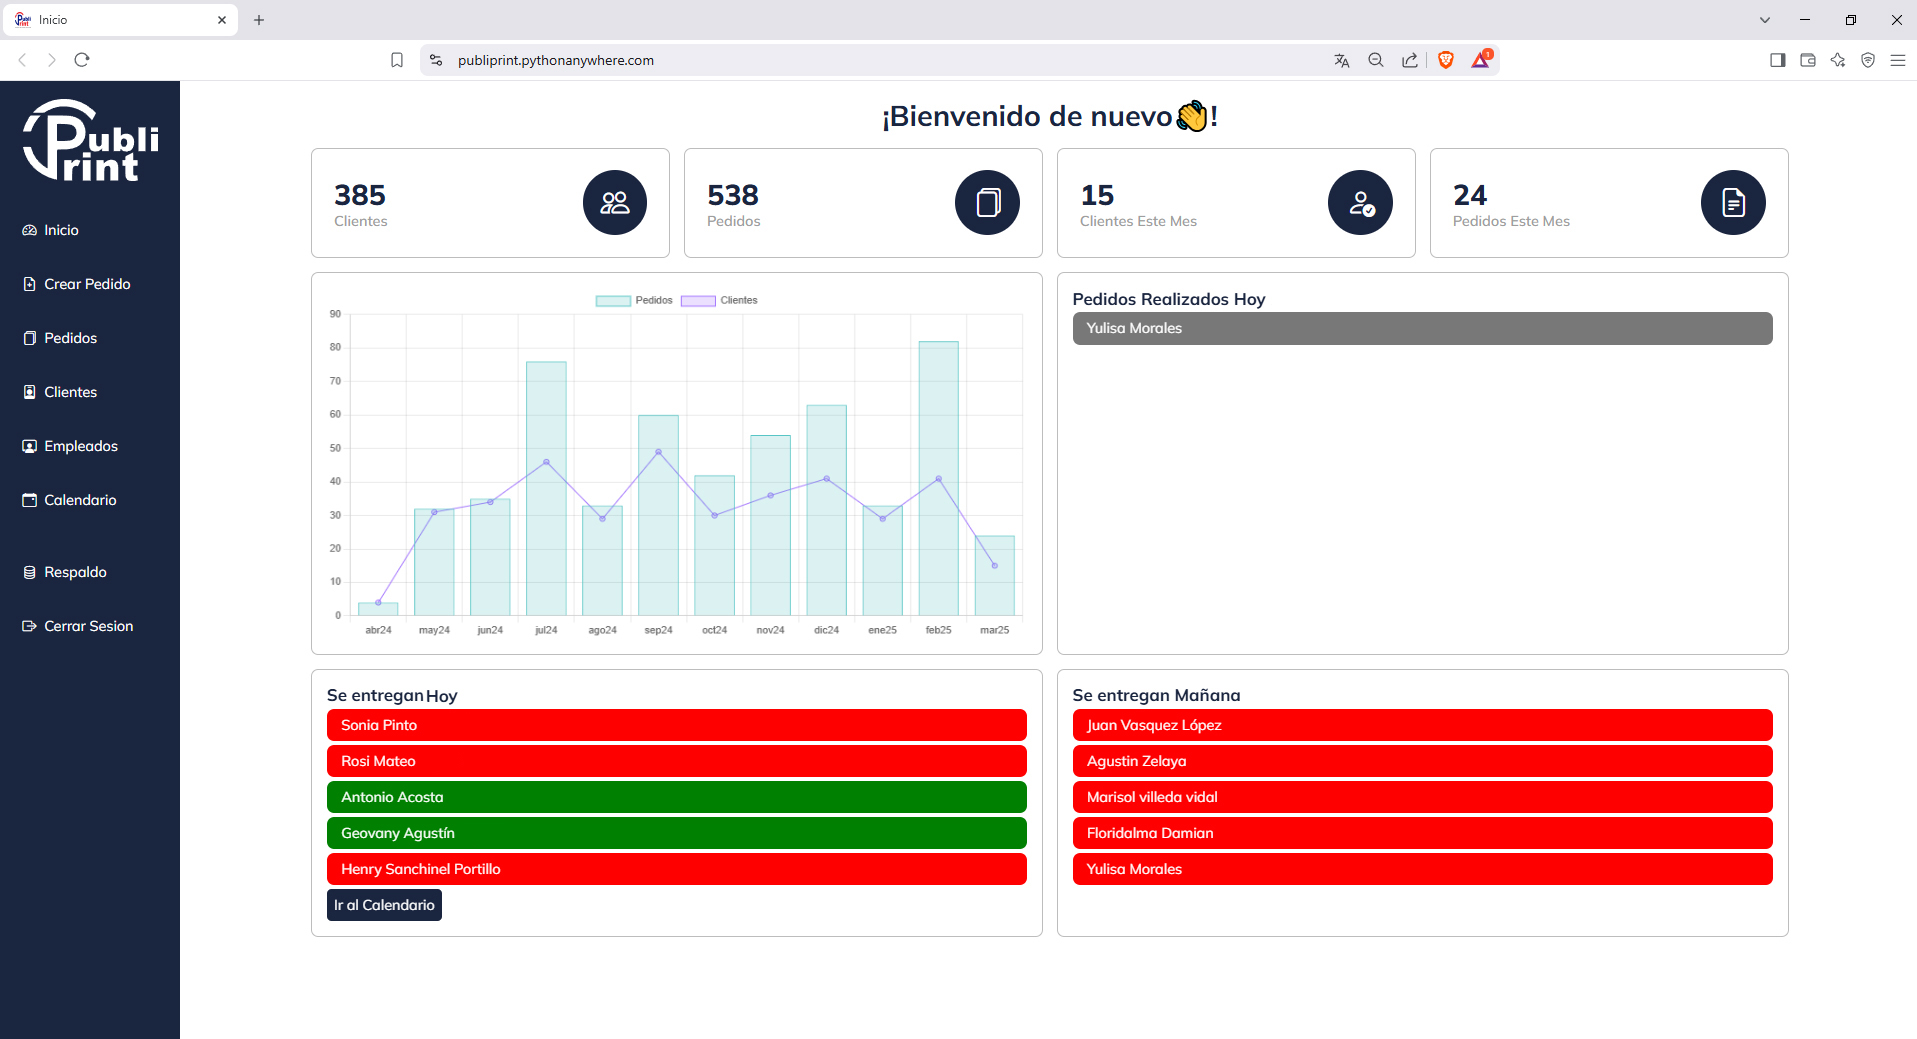 Inicio
publiprint.pythonanywhere.com
1
Publi
Print
Inicio
Crear Pedido
Pedidos
Clientes
Empleados
Calendario
Respaldo
Cerrar Sesion
¡Bienvenido de nuevo👋!
385
Clientes
538
Pedidos
15
Clientes Este Mes
24
Pedidos Este Mes
Pedidos Clientes
90
80
70
60
50
40
30
20
10
0
abr24 may24 jun24 jul24 ago24 sep24 oct24 nov24 dic24 ene25 feb25 mar25
Pedidos Realizados Hoy
Yulisa Morales
Se entregan Hoy
Sonia Pinto
Rosi Mateo
Antonio Acosta
Geovany Agustín
Henry Sanchinel Portillo
Ir al Calendario
Se entregan Mañana
Juan Vasquez López
Agustin Zelaya
Marisol villeda vidal
Floridalma Damian
Yulisa Morales